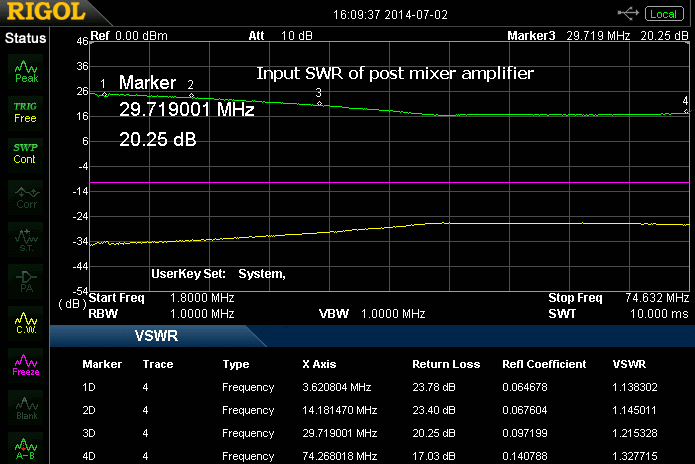 RIGOL 16:09:37 2014-07-02 Local
Status Ref 0.00 dBm Att 10 dB Marker3 29.719 MHz 20.25 dB
46
36
Peak
26
16
6
-4
-14
-24
-34
-44
-54
(dB)
1 2 3 4
Marker
Input SWR of post mixer amplifier
29.719001 MHz
20.25 dB
TRIG
Free
SWP
Cont
Corr
S.T.
PA
C.W.
Freeze
Blank
A-B
UserKey Set: System,
Start Freq 1.8000 MHz Stop Freq 74.632 MHz
RBW 1.0000 MHz VBW 1.0000 MHz SWT 10.000 ms
VSWR
Marker Trace Type X Axis Return Loss Refl Coefficient VSWR
1D 4 Frequency 3.620804 MHz 23.78 dB 0.064678 1.138302
2D 4 Frequency 14.181470 MHz 23.40 dB 0.067604 1.145011
3D 4 Frequency 29.719001 MHz 20.25 dB 0.097199 1.215328
4D 4 Frequency 74.268018 MHz 17.03 dB 0.140788 1.327715